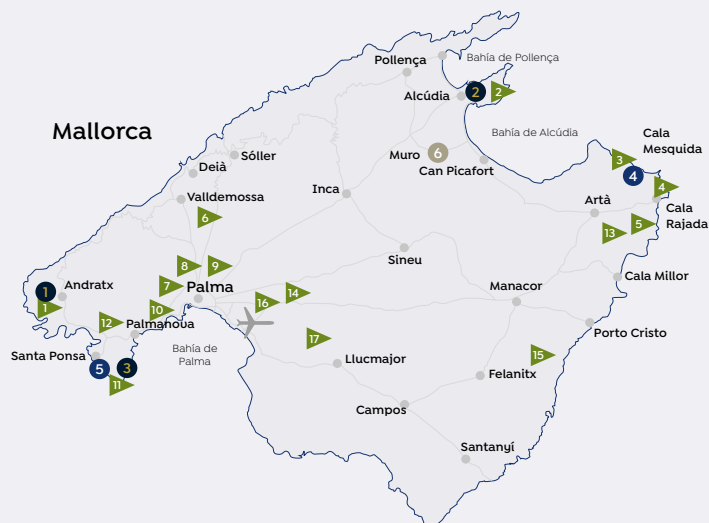 Pollença
Bahía de Pollença
Alcúdia
2
2
Mallorca
Bahía de Alcúdia
Cala
Mesquida
Muro
6
3
Sóller
Can Picafort
4
Deià
4
Inca
Valldemossa
Artà
Cala
Rajada
6
5
13
Sineu
8
9
Cala Millor
Andratx
7
Palma
Manacor
1
14
1
16
10
12
Palmanova
Porto Cristo
17
Bahía de
Palma
Santa Ponsa
Llucmajor
15
5
3
11
Felanitx
Campos
Santanyí